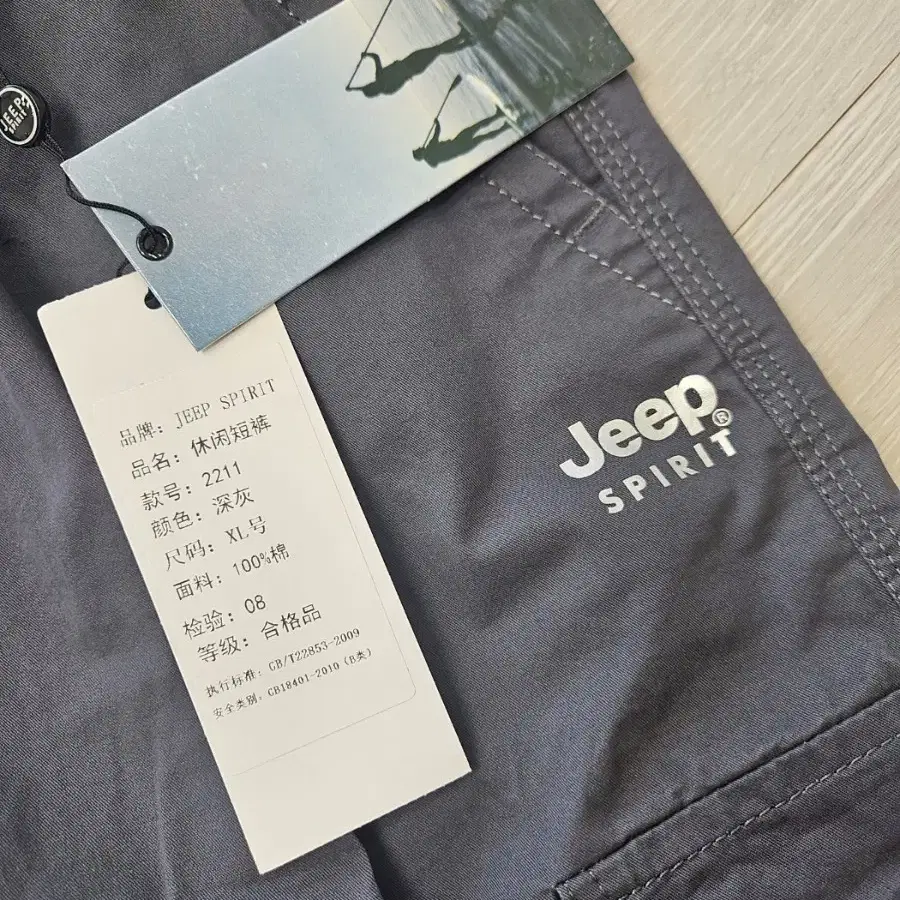 JEEP
SPIRIT
品牌: JEEP SPIRIT
品名: 休闲短裤
款号: 2211
颜色: 深灰
尺码: XL号
面料: 100%棉
检验: 08
等级: 合格品
执行标准: GB/T22853-2009
安全类别: GB18401-2010 (B类)
Jeep®
SPIRIT